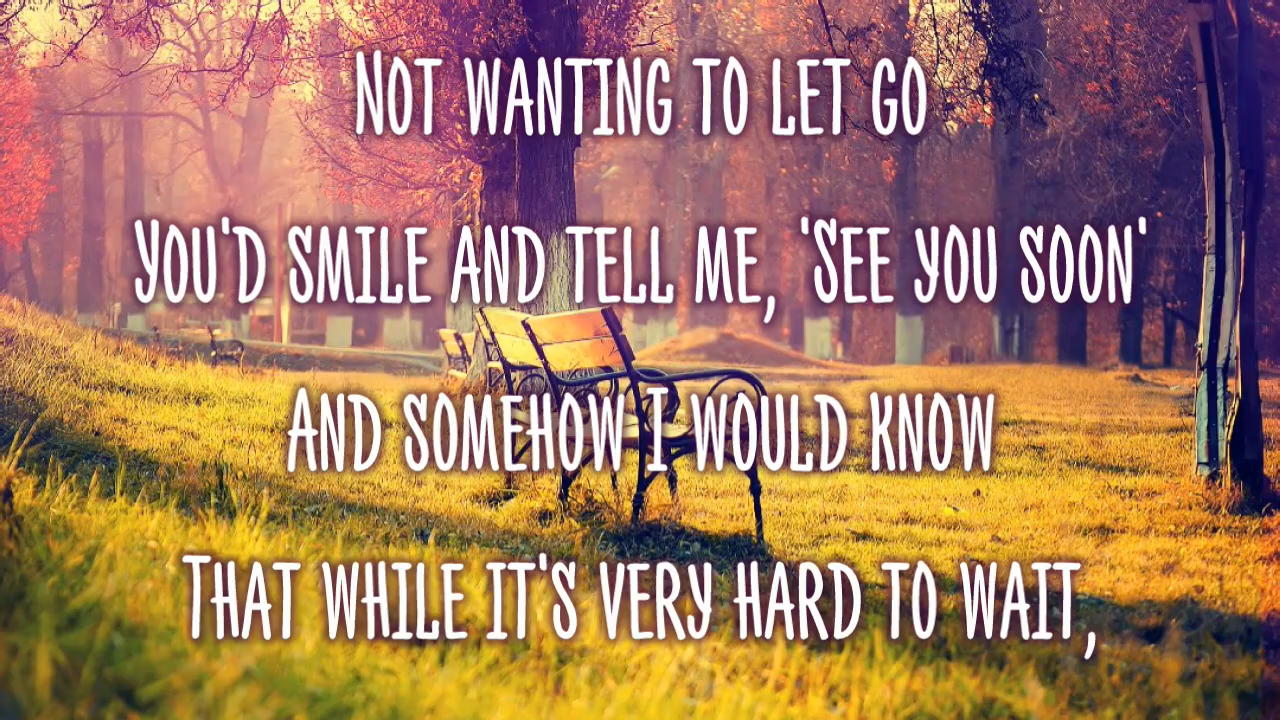 Not wanting to let go
You'd smile and tell me, 'See you soon'
And somehow I would know
That while it's very hard to wait,